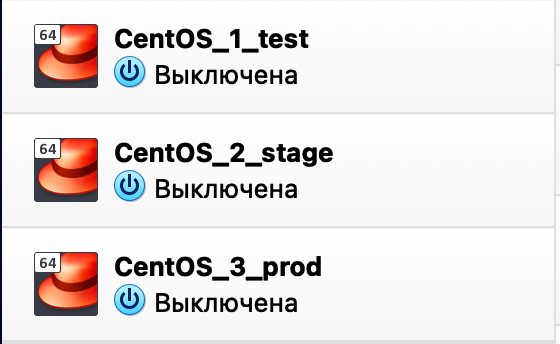 64
CentOS_1_test
Выключена
64
CentOS_2_stage
Выключена
64
CentOS_3_prod
Выключена